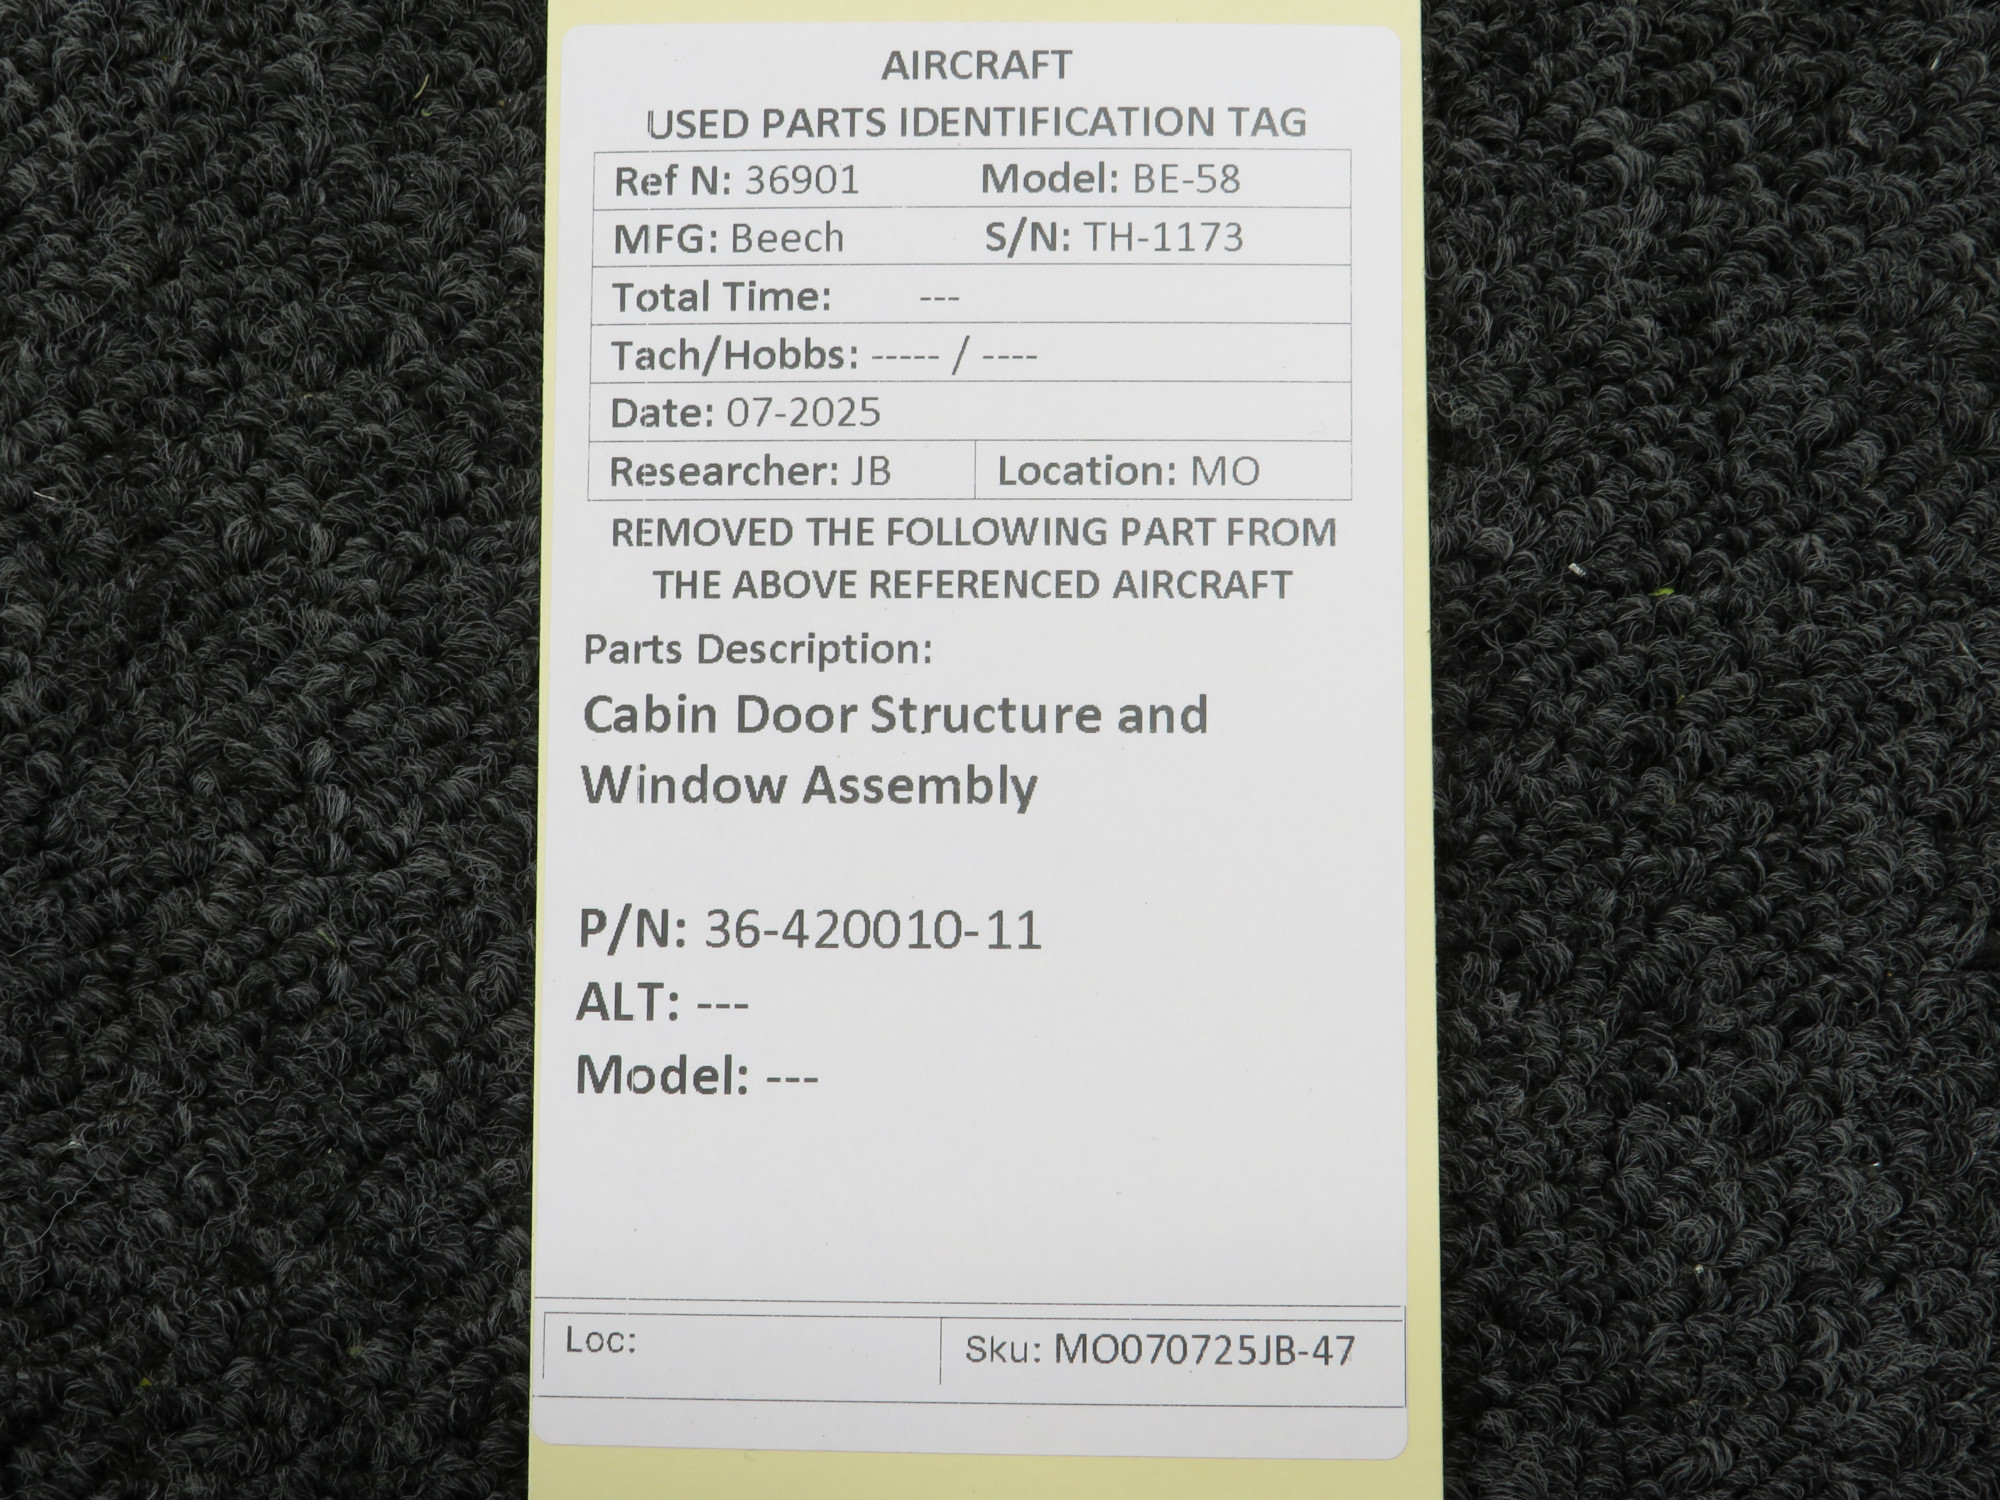 AIRCRAFT
USED PARTS IDENTIFICATION TAG
Ref N: 36901 Model: BE-58
MFG: Beech S/N: TH-1173
Total Time: ---
Tach/Hobbs: ----- / ----
Date: 07-2025
Researcher: JB Location: MO
REMOVED THE FOLLOWING PART FROM
THE ABOVE REFERENCED AIRCRAFT
Parts Description:
Cabin Door Structure and
Window Assembly
P/N: 36-420010-11
ALT: ---
Model: ---
Loc: Sku: MO070725JB-47